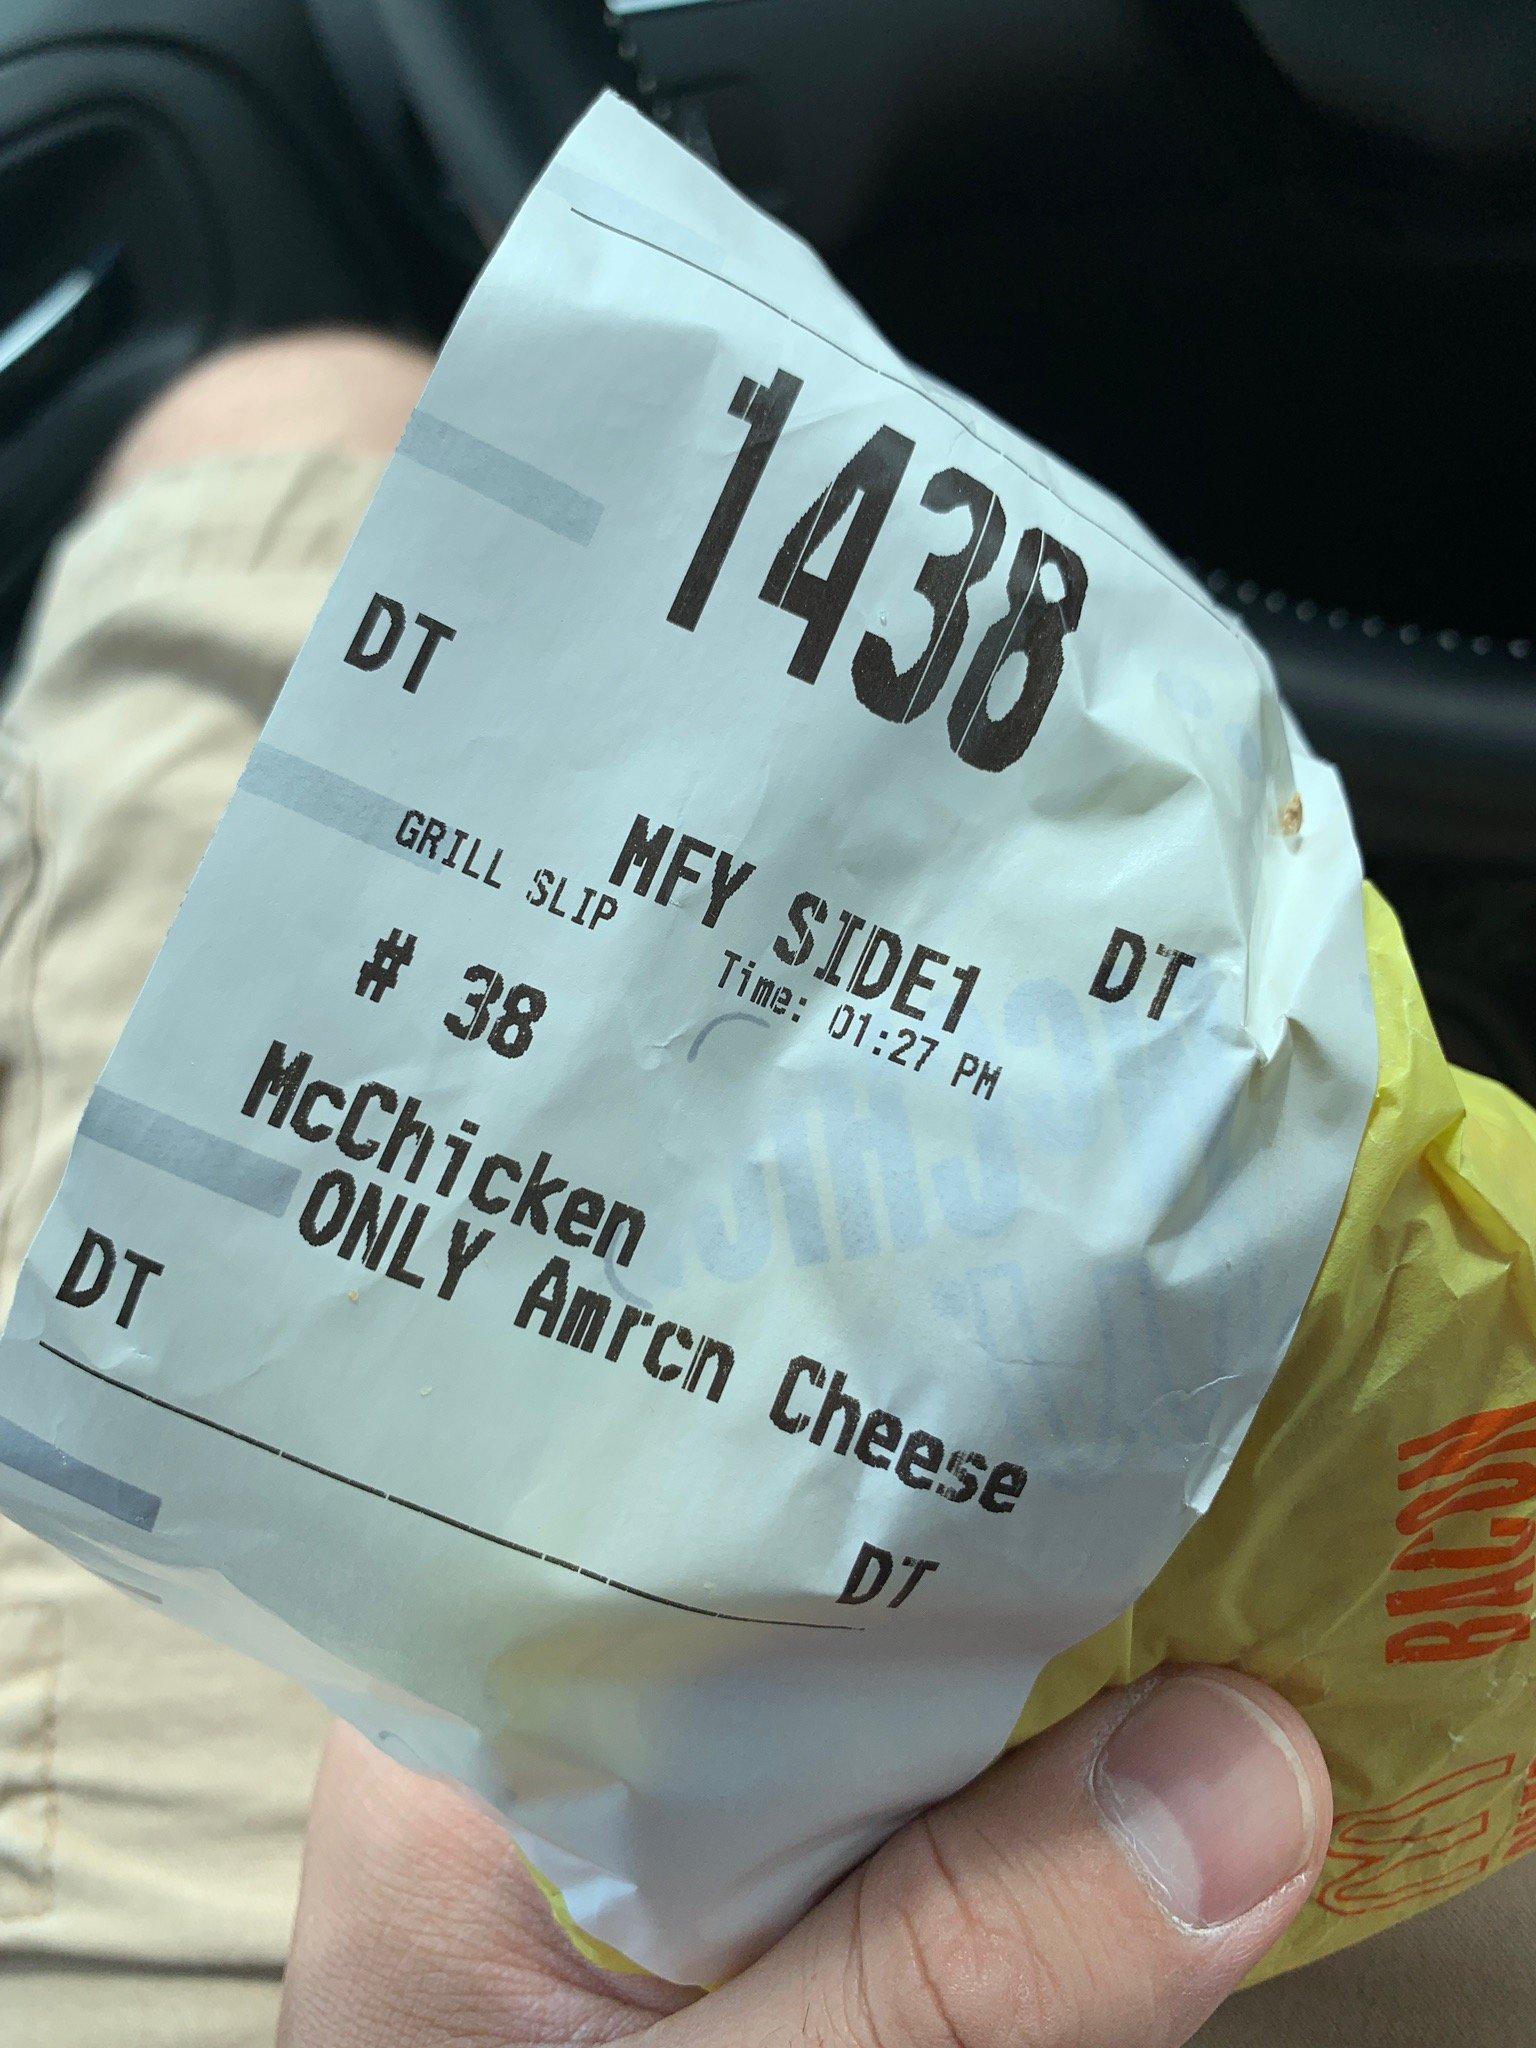 1438
DT
MFY SIDE1 DT
GRILL SLIP Time: 01:27 PM
# 38
McChicken
ONLY Amrcn Cheese
DT DT
BACON